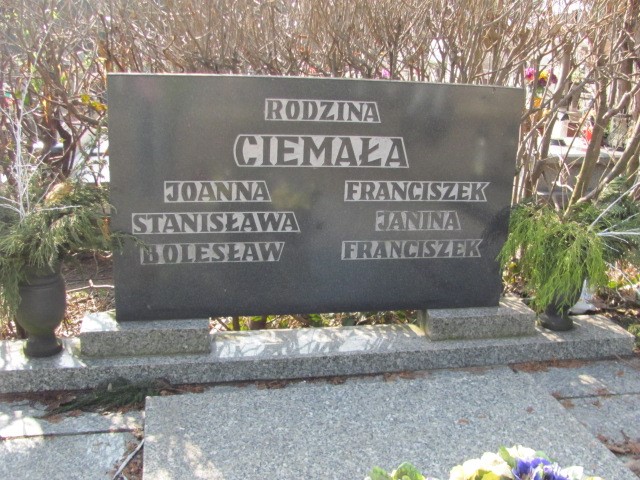 RODZINA
CIEMAŁA
JOANNA FRANCISZEK
STANISŁAWA JANINA
BOLESŁAW FRANCISZEK